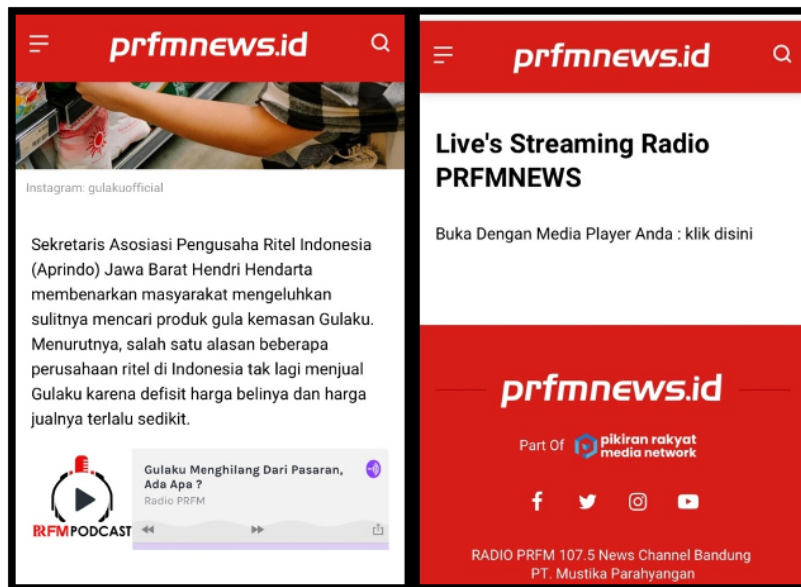 prfmnews.id
Instagram: gulakuofficial
Sekretaris Asosiasi Pengusaha Ritel Indonesia
(Aprindo) Jawa Barat Hendri Hendarta
membenarkan masyarakat mengeluhkan
sulitnya mencari produk gula kemasan Gulaku.
Menurutnya, salah satu alasan beberapa
perusahaan ritel di Indonesia tak lagi menjual
Gulaku karena defisit harga belinya dan harga
jualnya terlalu sedikit.
Gulaku Menghilang Dari Pasaran,
Ada Apa ?
Radio PRFM
PRFMPODCAST
prfmnews.id
Live's Streaming Radio
PRFMNEWS
Buka Dengan Media Player Anda : klik disini
prfmnews.id
Part Of pikiran rakyat
media network
RADIO PRFM 107.5 News Channel Bandung
PT. Mustika Parahyangan